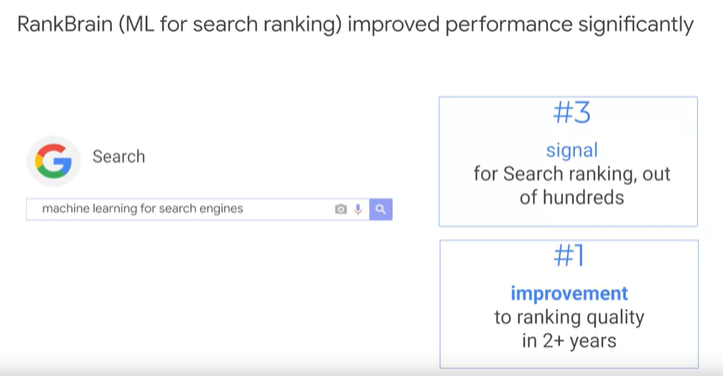 RankBrain (ML for search ranking) improved performance significantly
Search
machine learning for search engines
#3
signal
for Search ranking, out
of hundreds
#1
improvement
to ranking quality
in 2+ years